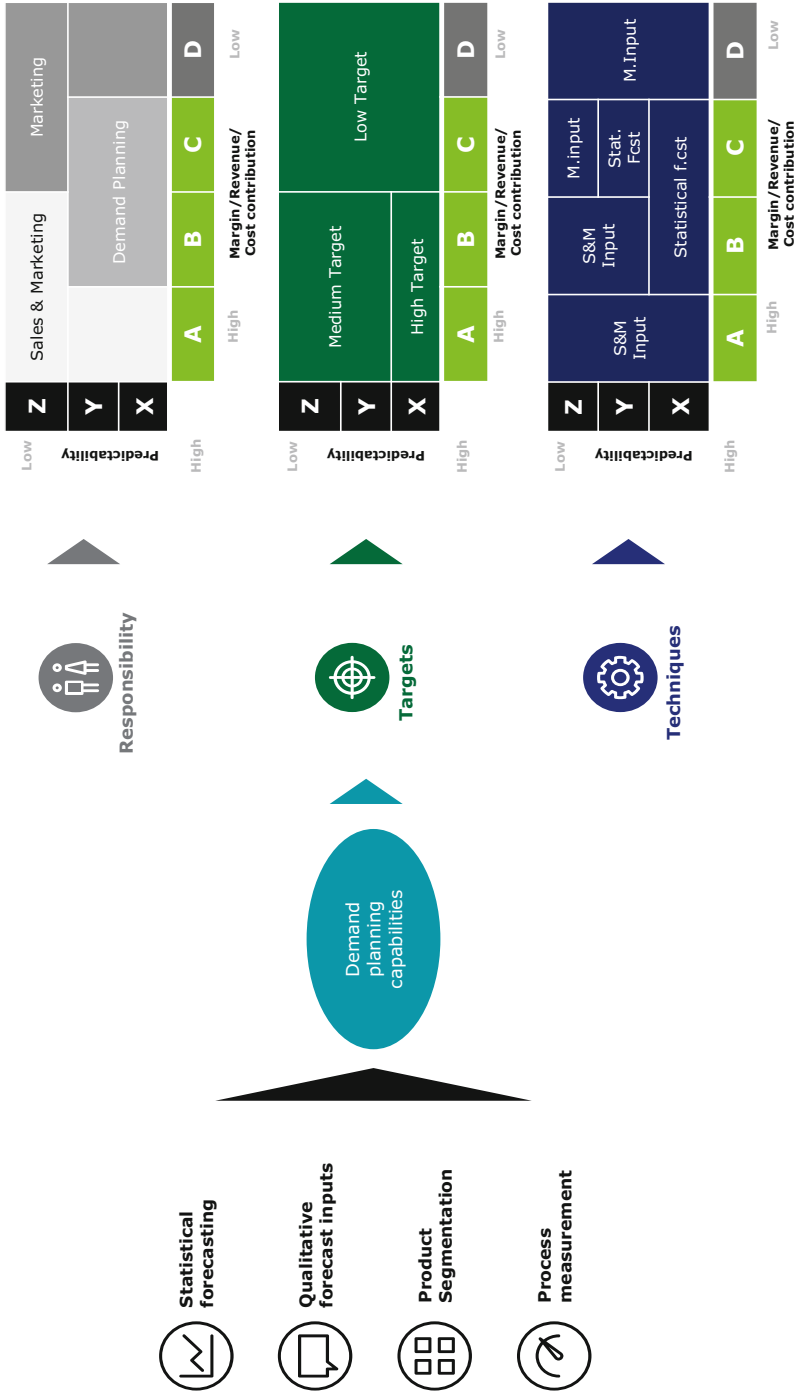 Statistical
forecasting
Qualitative
forecast inputs
Product
Segmentation
Process
measurement
Demand
planning
capabilities
Responsibility
Targets
Techniques
Low
Predictability
High
Z
Y
X
Sales & Marketing
Marketing
Demand Planning
A
B
C
D
High
Margin/Revenue/
Cost contribution
Low
Low
Predictability
High
Z
Y
X
Medium Target
High Target
Low Target
A
B
C
D
High
Margin/Revenue/
Cost contribution
Low
Low
Predictability
High
Z
Y
X
S&M
Input
S&M
Input
M.input
Stat.
Fcst
Statistical f.cst
M.Input
A
B
C
D
High
Margin/Revenue/
Cost contribution
Low